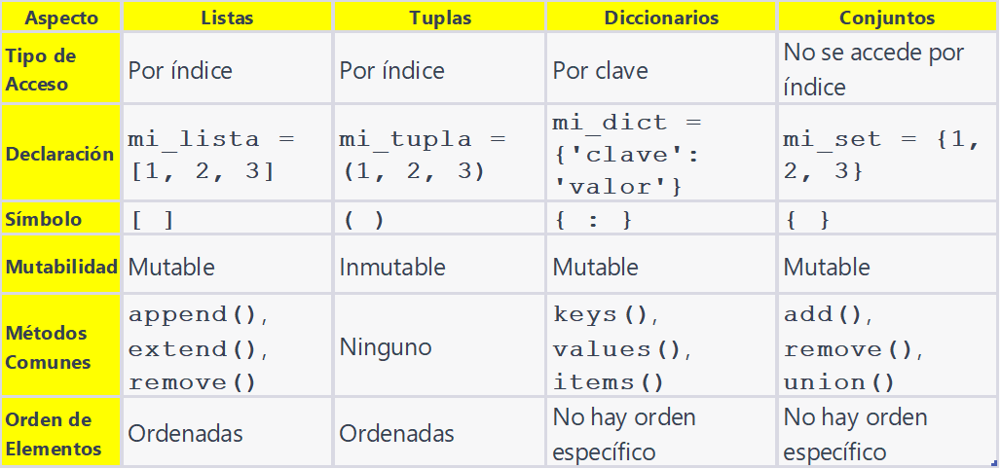 Aspecto Listas Tuplas Diccionarios Conjuntos
Tipo de
Acceso
Por índice
Por índice
Por clave
No se accede por
índice
Declaración
mi_lista =
[1, 2, 3]
mi_tupla =
(1, 2, 3)
mi_dict =
{'clave':
'valor'}
mi_set = {1,
2, 3}
Símbolo
[ ]
( )
{ : }
{ }
Mutabilidad
Mutable
Inmutable
Mutable
Mutable
Métodos
Comunes
append(),
extend(),
remove()
Ninguno
keys(),
values(),
items()
add(),
remove(),
union()
Orden de
Elementos
Ordenadas
Ordenadas
No hay orden
específico
No hay orden
específico